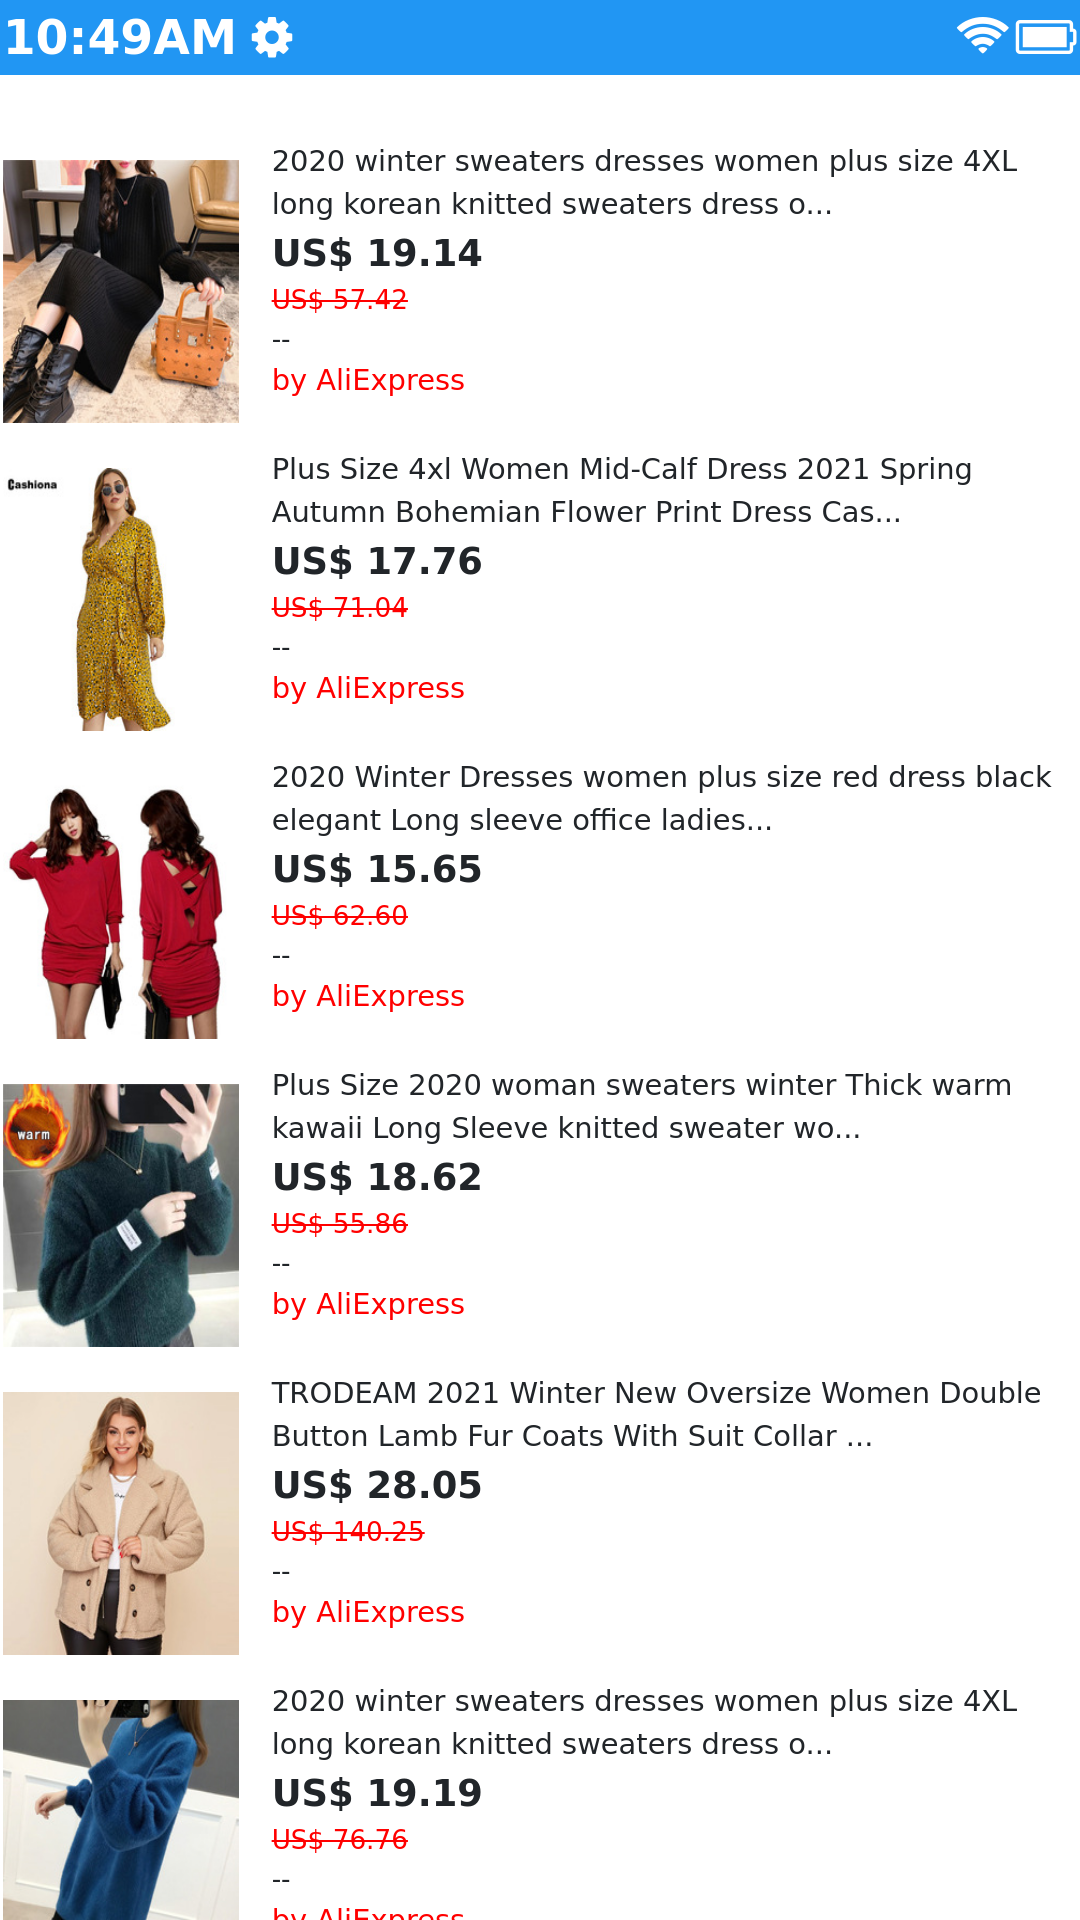 10:49AM
2020 winter sweaters dresses women plus size 4XL
long korean knitted sweaters dress o...
US$ 19.14
US$ 57.42
--
by AliExpress
Cashiona
Plus Size 4xl Women Mid-Calf Dress 2021 Spring
Autumn Bohemian Flower Print Dress Cas...
US$ 17.76
US$ 71.04
--
by AliExpress
2020 Winter Dresses women plus size red dress black
elegant Long sleeve office ladies...
US$ 15.65
US$ 62.60
--
by AliExpress
warm
Plus Size 2020 woman sweaters winter Thick warm
kawaii Long Sleeve knitted sweater wo...
US$ 18.62
US$ 55.86
--
by AliExpress
TRODEAM 2021 Winter New Oversize Women Double
Button Lamb Fur Coats With Suit Collar ...
US$ 28.05
US$ 140.25
--
by AliExpress
2020 winter sweaters dresses women plus size 4XL
long korean knitted sweaters dress o...
US$ 19.19
US$ 76.76
--
by AliExpress